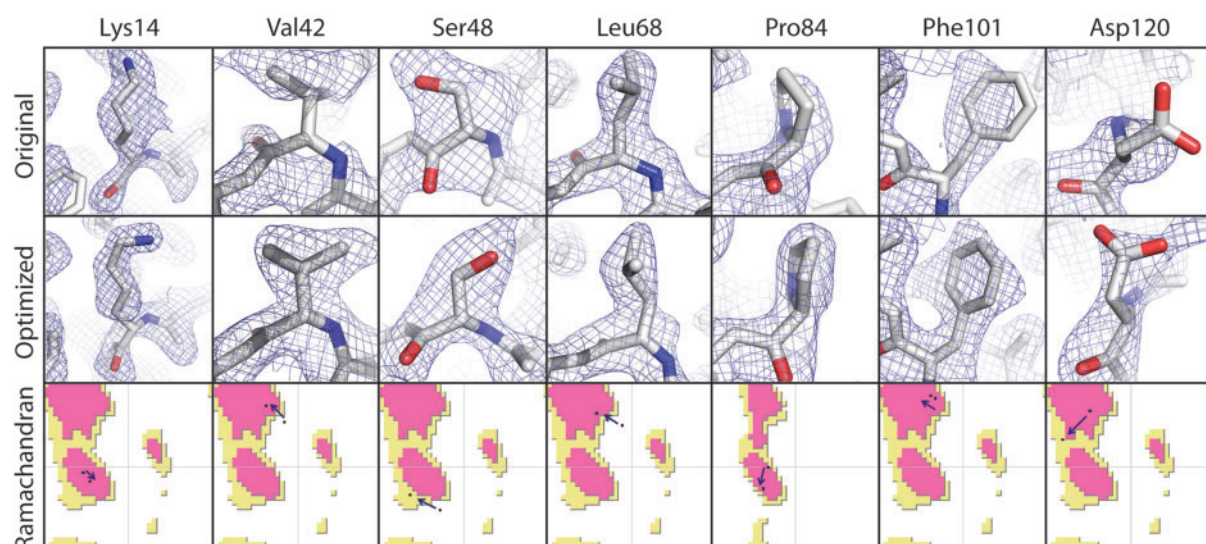 Lys14 Val42 Ser48 Leu68 Pro84 Phe101 Asp120
Original
Optimized
Ramachandran